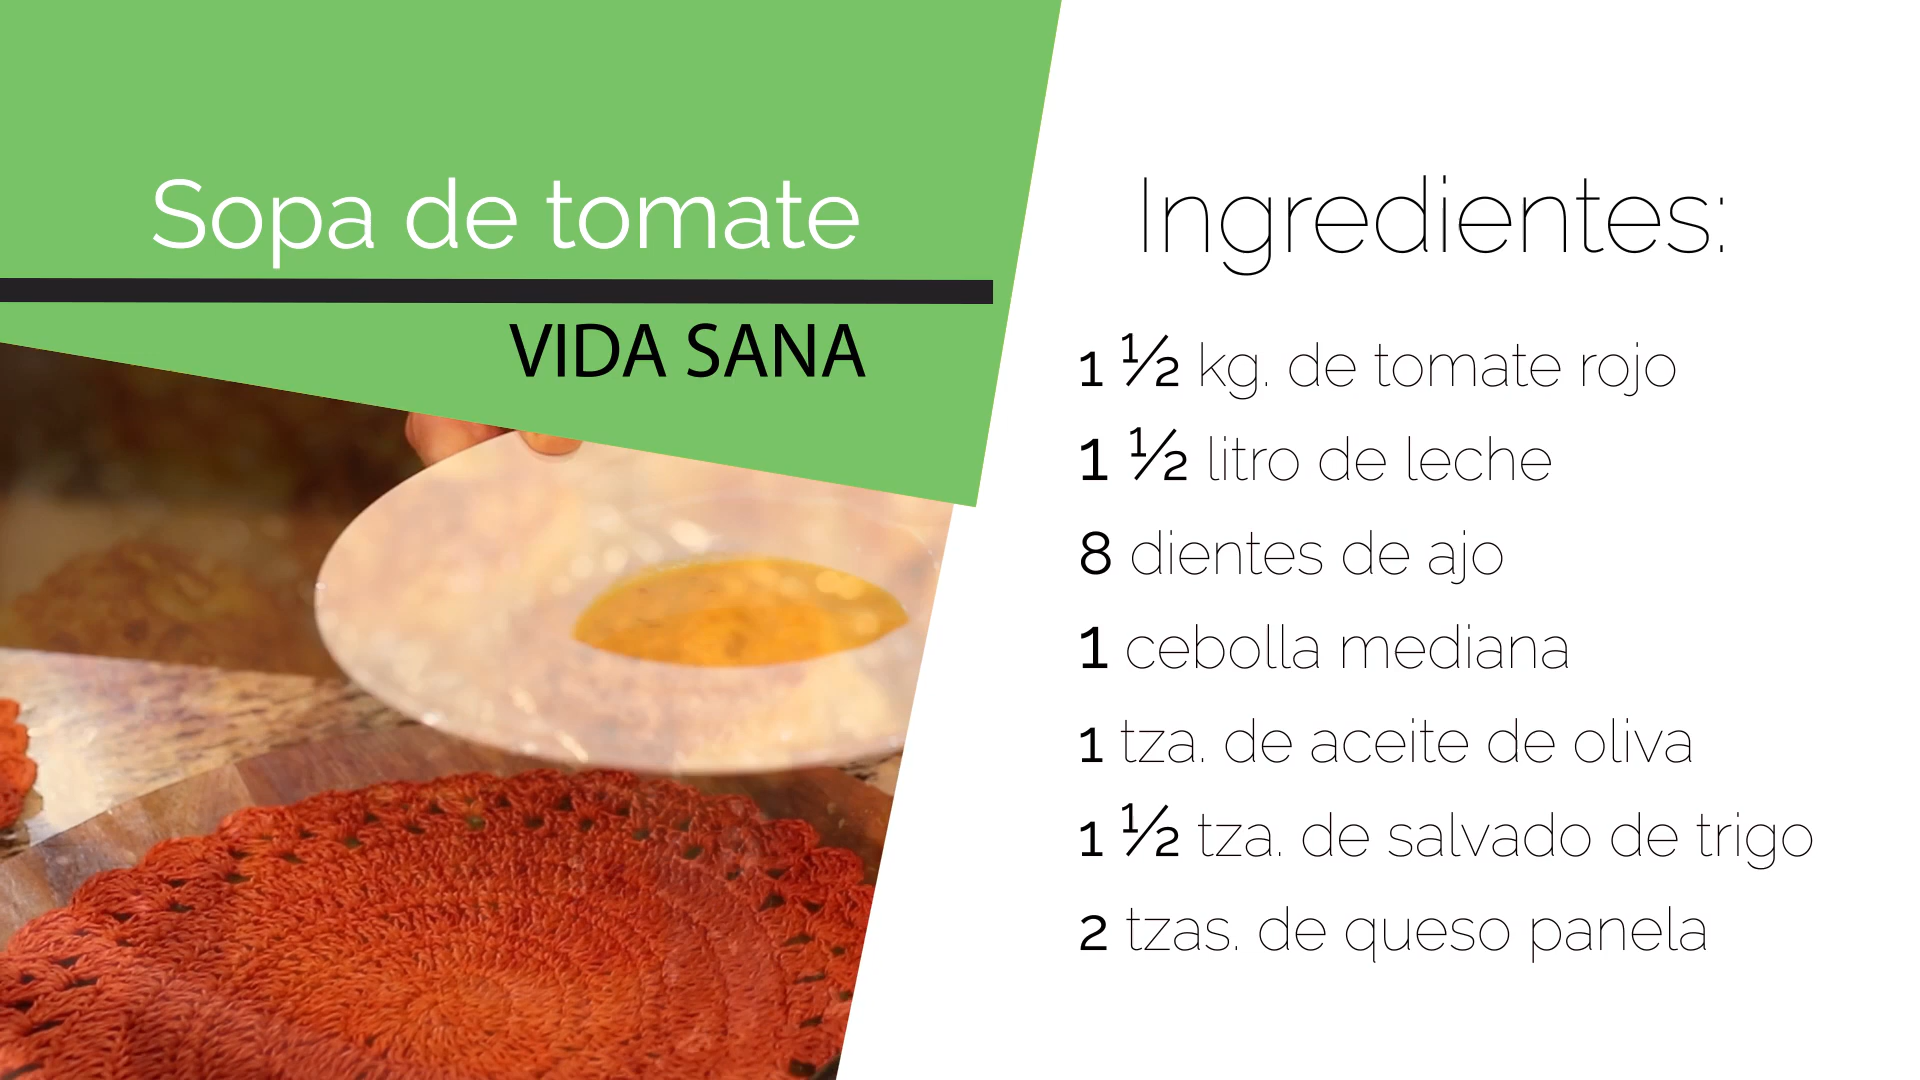 Sopa de tomate
VIDA SANA
Ingredientes:
1 ½ kg. de tomate rojo
1 ½ litro de leche
8 dientes de ajo
1 cebolla mediana
1 tza. de aceite de oliva
1 ½ tza. de salvado de trigo
2 tzas. de queso panela